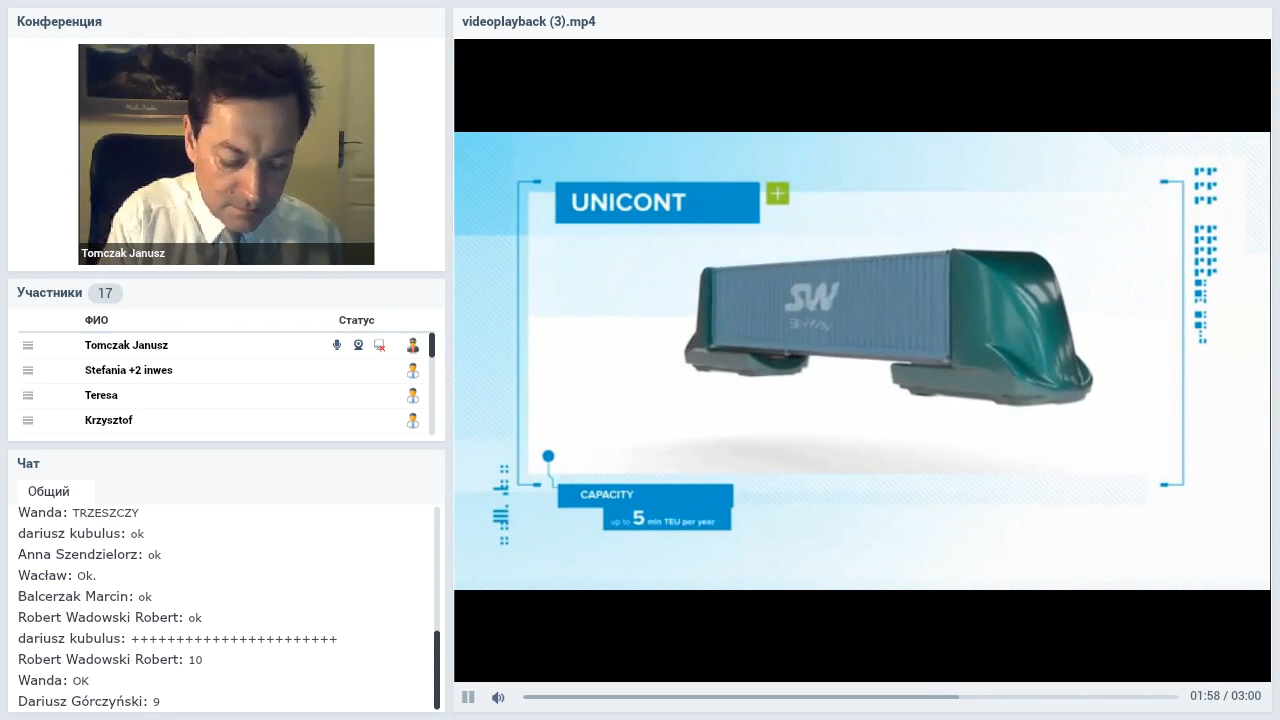 Конференция
Tomczak Janusz
Участники 17
ФИО Статус
Tomczak Janusz
Stefania +2 inwes
Teresa
Krzysztof
Чат
Общий
Wanda: TRZESZCZY
dariusz kubulus: ok
Anna Szendzielorz: ok
Wacław: Ok.
Balcerzak Marcin: ok
Robert Wadowski Robert: ok
dariusz kubulus: +++++++++++++++++++++++
Robert Wadowski Robert: 10
Wanda: OK
Dariusz Górczyński: 9
videoplayback (3).mp4
UNICONT
SW
CAPACITY
up to 5 mln TEU per year
01:58 / 03:00